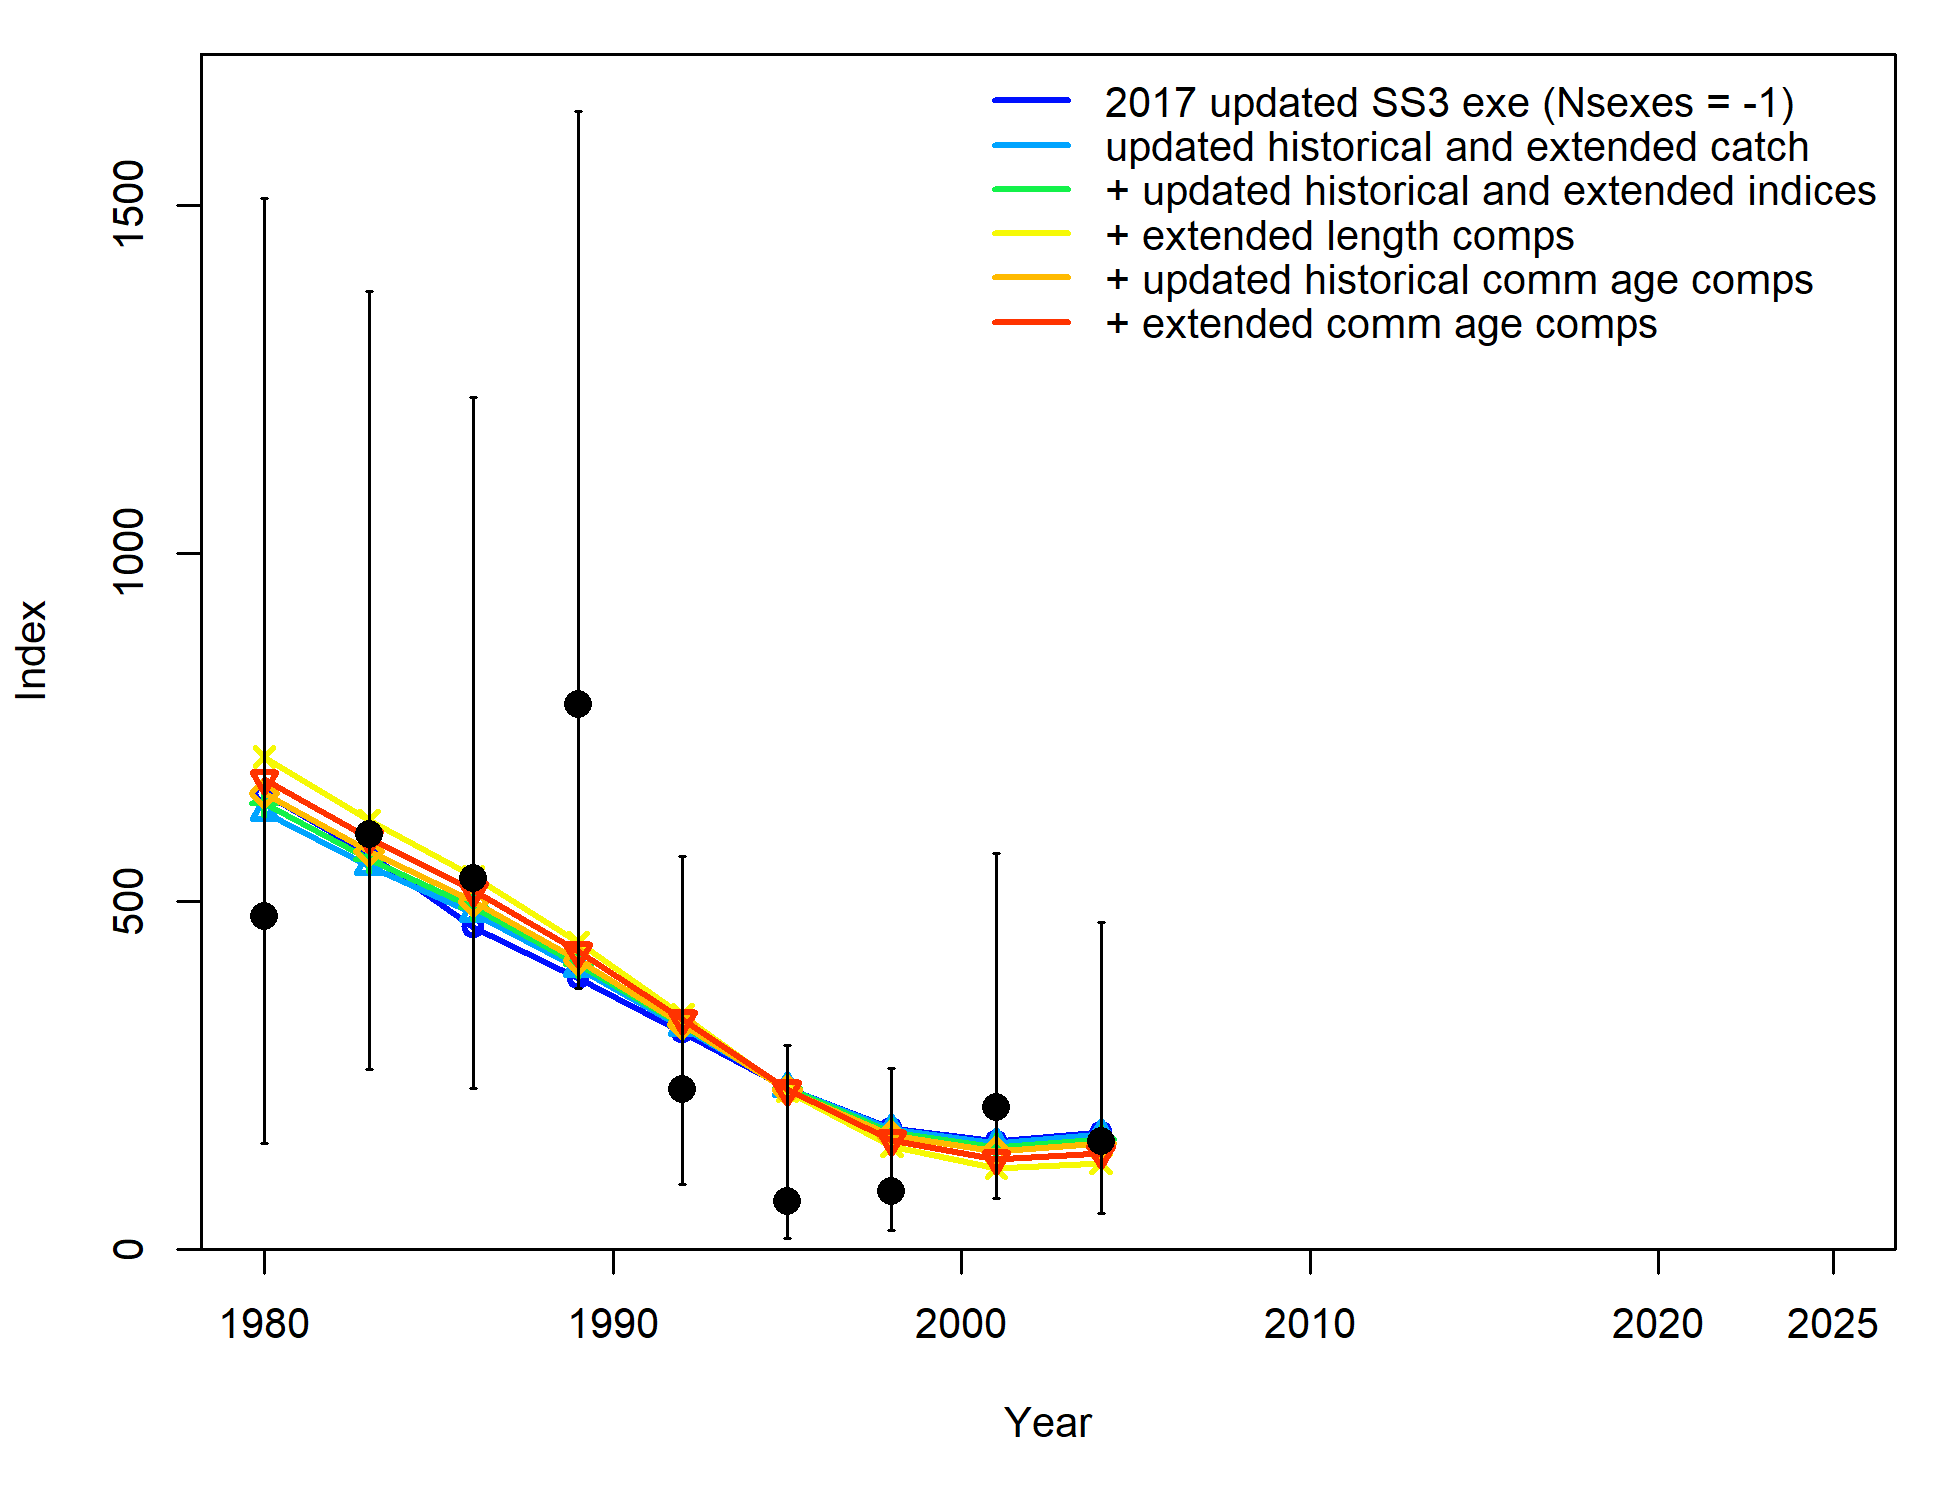 2017 updated SS3 exe (Nsexes = -1)
updated historical and extended catch
+ updated historical and extended indices
+ extended length comps
+ updated historical comm age comps
+ extended comm age comps
1500
1000
500
0
Index
1980 1990 2000 2010 2020 2025
Year